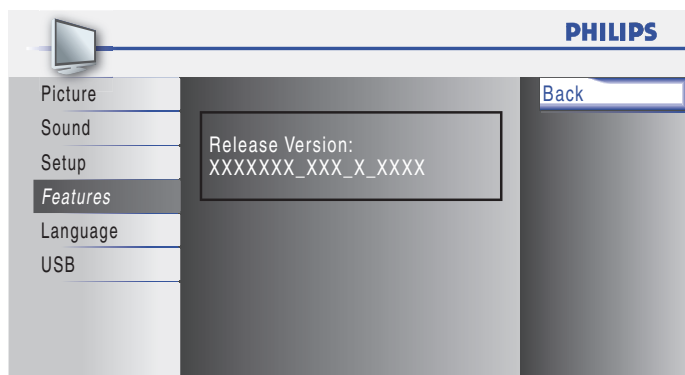 PHILIPS
Picture
Sound
Setup
Features
Language
USB
Release Version:
XXXXXXX_XXX_X_XXXX
Back